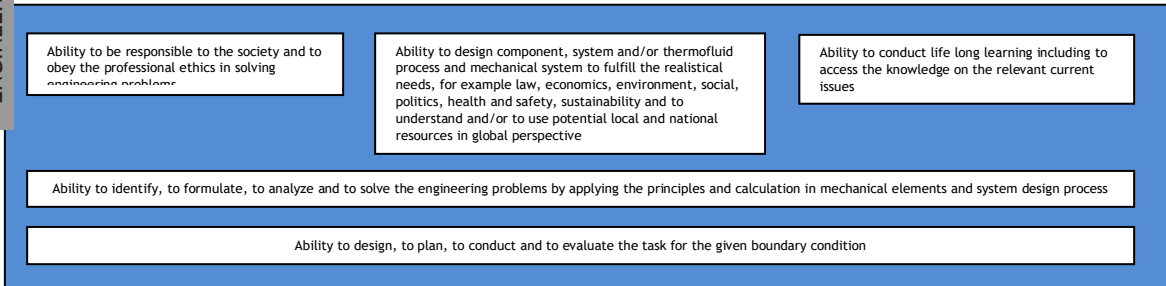 Ability to be responsible to the society and to
obey the professional ethics in solving
engineering problems
Ability to design component, system and/or thermofluid
process and mechanical system to fulfill the realistical
needs, for example law, economics, environment, social,
politics, health and safety, sustainability and to
understand and/or to use potential local and national
resources in global perspective
Ability to conduct life long learning including to
access the knowledge on the relevant current
issues
Ability to identify, to formulate, to analyze and to solve the engineering problems by applying the principles and calculation in mechanical elements and system design process
Ability to design, to plan, to conduct and to evaluate the task for the given boundary condition